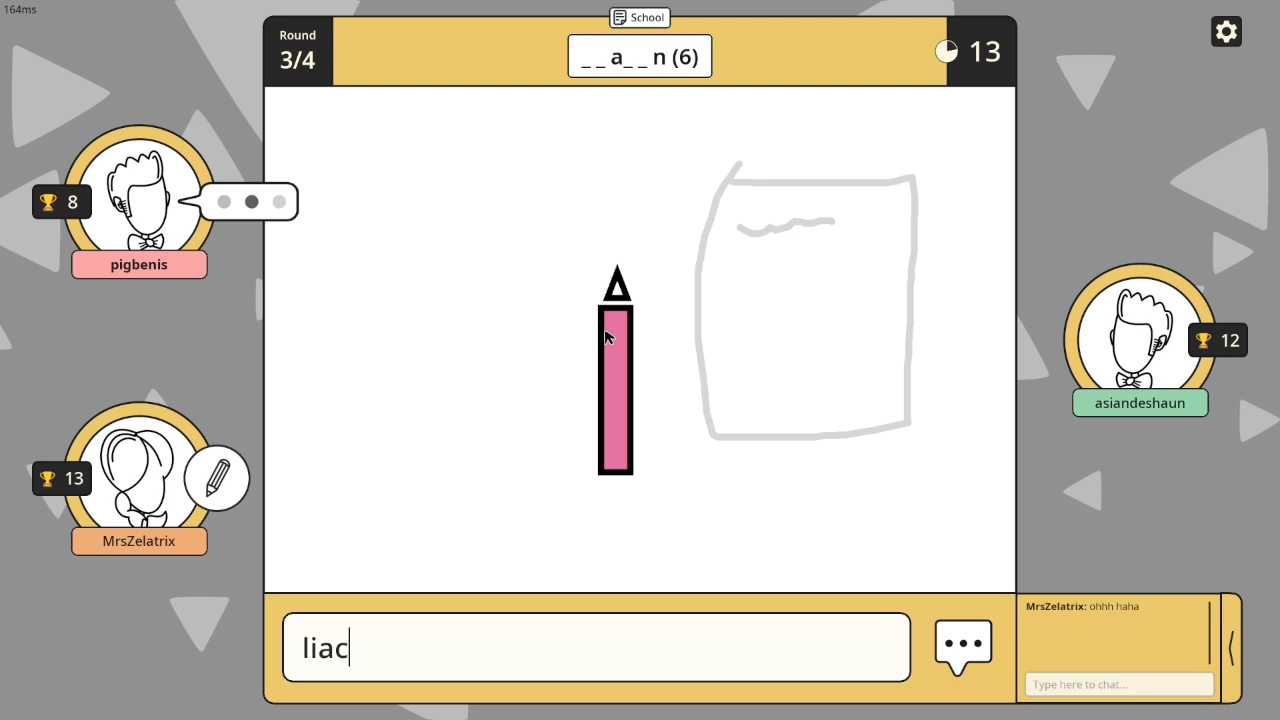 164ms
School
Round
3/4
_ _ a_ _ n (6)
13
8
pigbenis
13
MrsZelatrix
12
asiandeshaun
liac
MrsZelatrix: ohhh haha
Type here to chat...